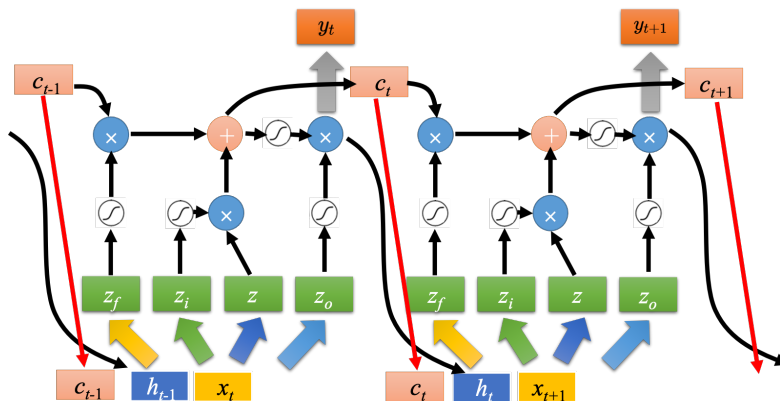 y_t y_{t+1}
c_{t-1} c_t c_{t+1}
× + × × + ×
× ×
z_f z_i z z_o z_f z_i z z_o
c_{t-1} h_{t-1} x_t c_t h_t x_{t+1}